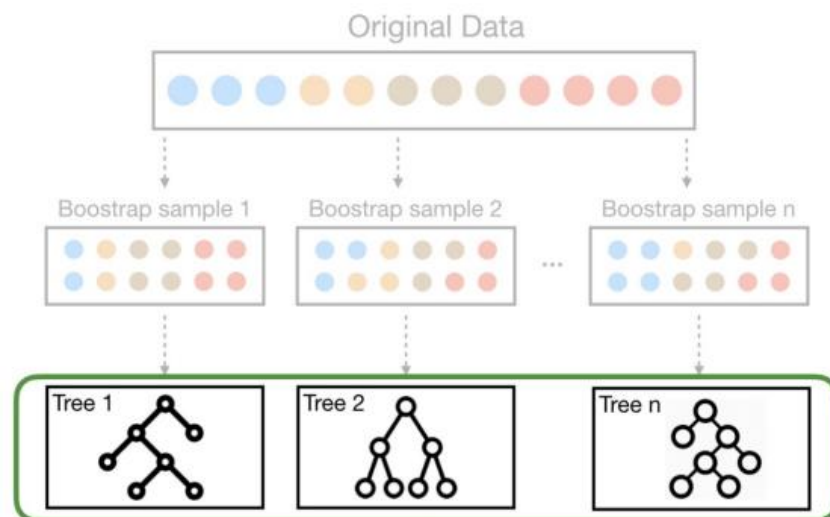 Original Data
Boostrap sample 1
Boostrap sample 2
Boostrap sample n
...
Tree 1
Tree 2
Tree n